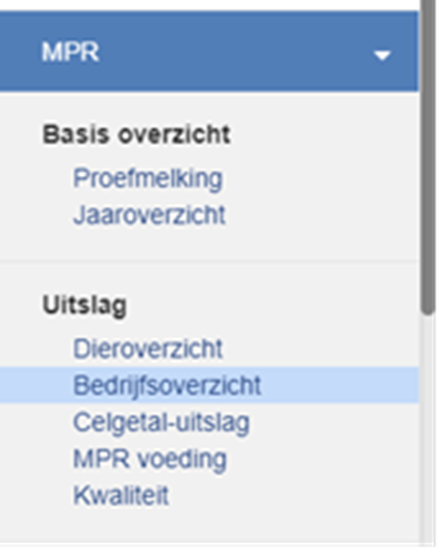 MPR
Basis overzicht
Proefmelking
Jaaroverzicht
Uitslag
Dieroverzicht
Bedrijfsoverzicht
Celgetal-uitslag
MPR voeding
Kwaliteit